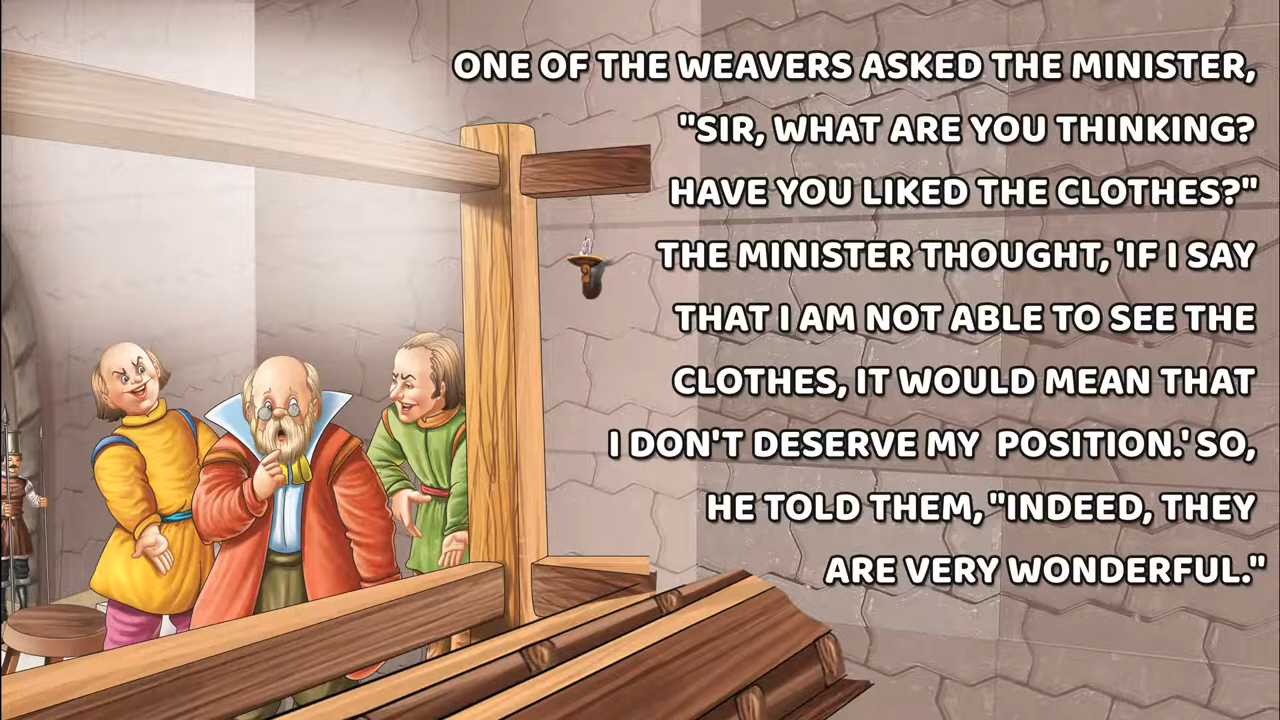 ONE OF THE WEAVERS ASKED THE MINISTER,
"SIR, WHAT ARE YOU THINKING?
HAVE YOU LIKED THE CLOTHES?"
THE MINISTER THOUGHT, 'IF I SAY
THAT I AM NOT ABLE TO SEE THE
CLOTHES, IT WOULD MEAN THAT
I DON'T DESERVE MY POSITION.' SO,
HE TOLD THEM, "INDEED, THEY
ARE VERY WONDERFUL."